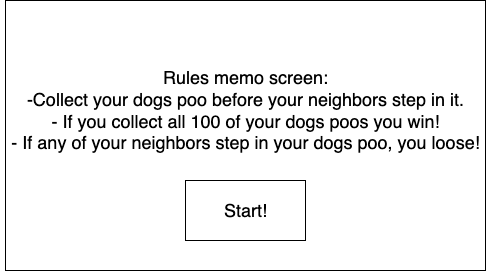 Rules memo screen:
-Collect your dogs poo before your neighbors step in it.
- If you collect all 100 of your dogs poos you win!
- If any of your neighbors step in your dogs poo, you loose!
Start!